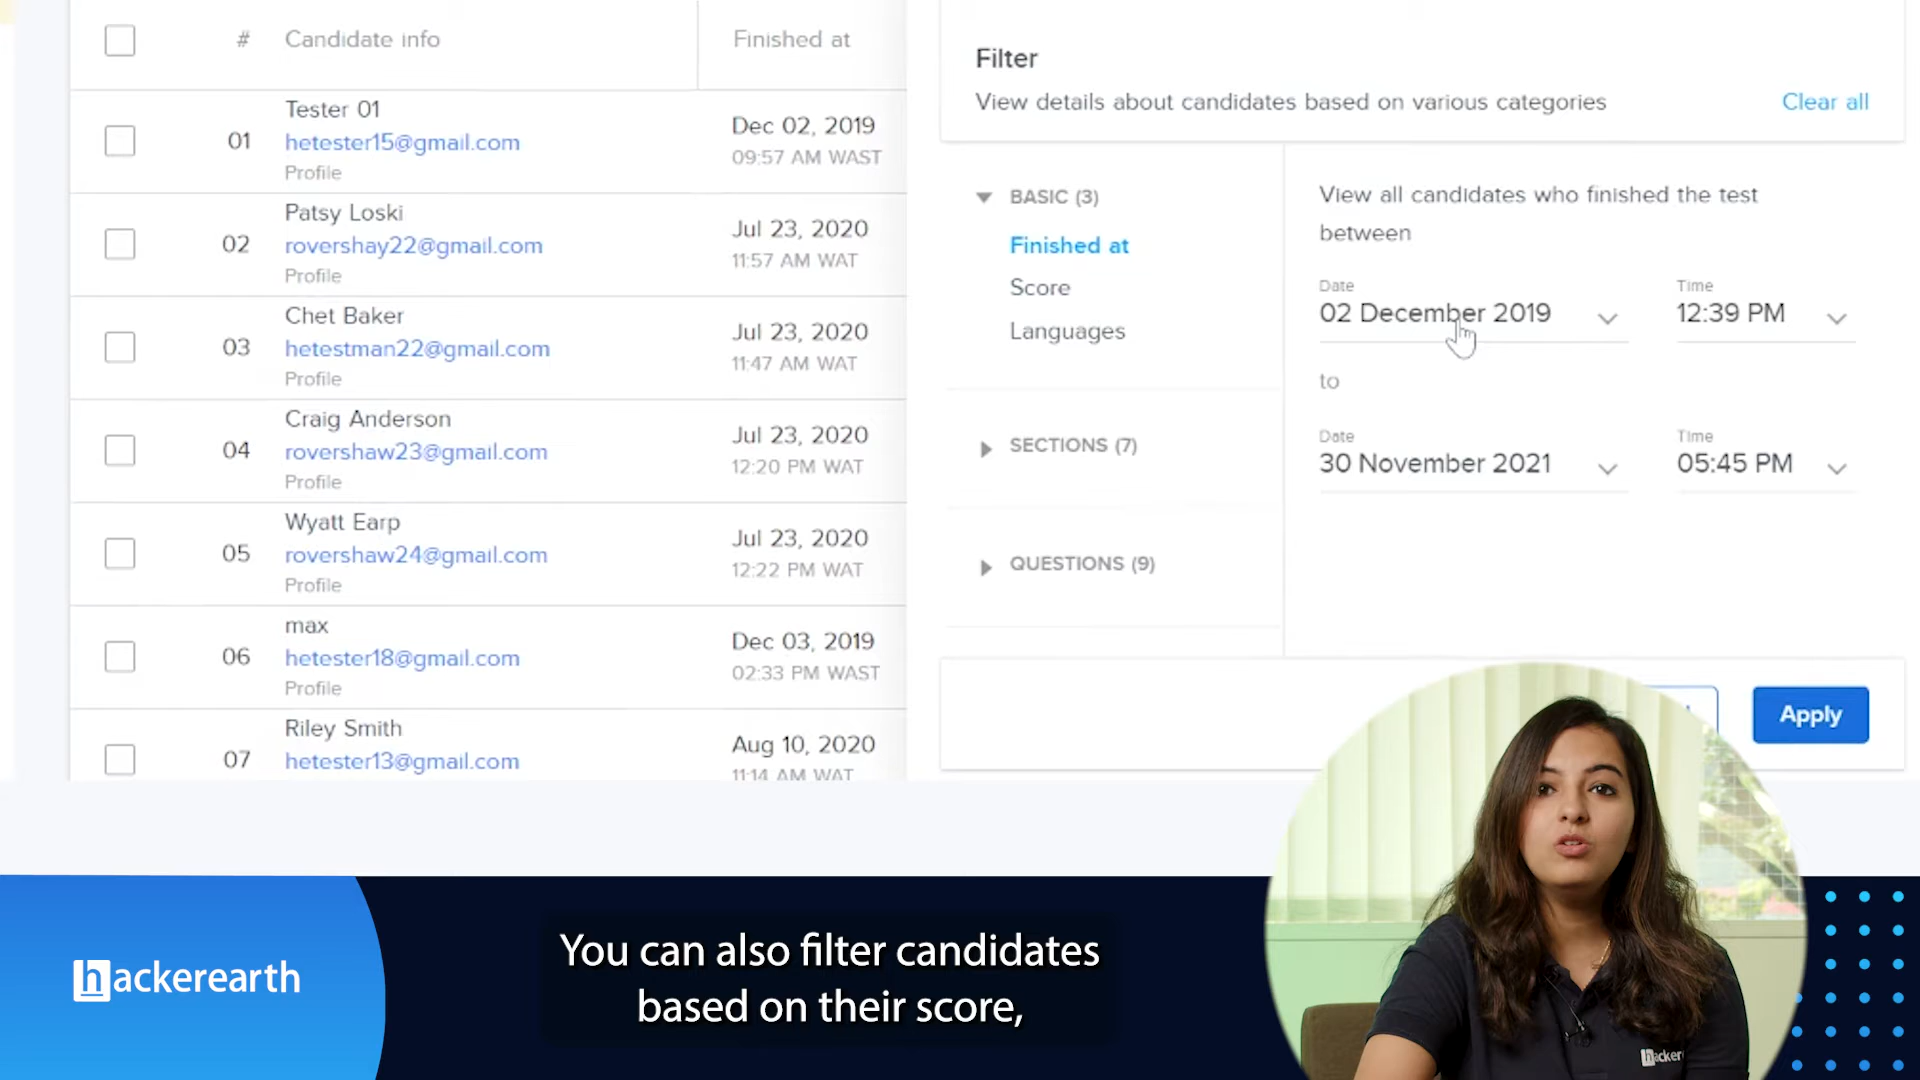 # Candidate info Finished at
01 Tester 01
hetester15@gmail.com
Profile
Dec 02, 2019
09:57 AM WAST
02 Patsy Loski
rovershay22@gmail.com
Profile
Jul 23, 2020
11:57 AM WAT
03 Chet Baker
hetestman22@gmail.com
Profile
Jul 23, 2020
11:47 AM WAT
04 Craig Anderson
rovershaw23@gmail.com
Profile
Jul 23, 2020
12:20 PM WAT
05 Wyatt Earp
rovershaw24@gmail.com
Profile
Jul 23, 2020
12:22 PM WAT
06 max
hetester18@gmail.com
Profile
Dec 03, 2019
02:33 PM WAST
07 Riley Smith
hetester13@gmail.com
Aug 10, 2020
11:14 AM WAT
Filter
View details about candidates based on various categories Clear all
BASIC (3)
Finished at
Score
Languages
SECTIONS (7)
QUESTIONS (9)
View all candidates who finished the test
between
Date Time
02 December 2019 12:39 PM
to
Date Time
30 November 2021 05:45 PM
Apply
hackerearth
You can also filter candidates
based on their score,
hacker